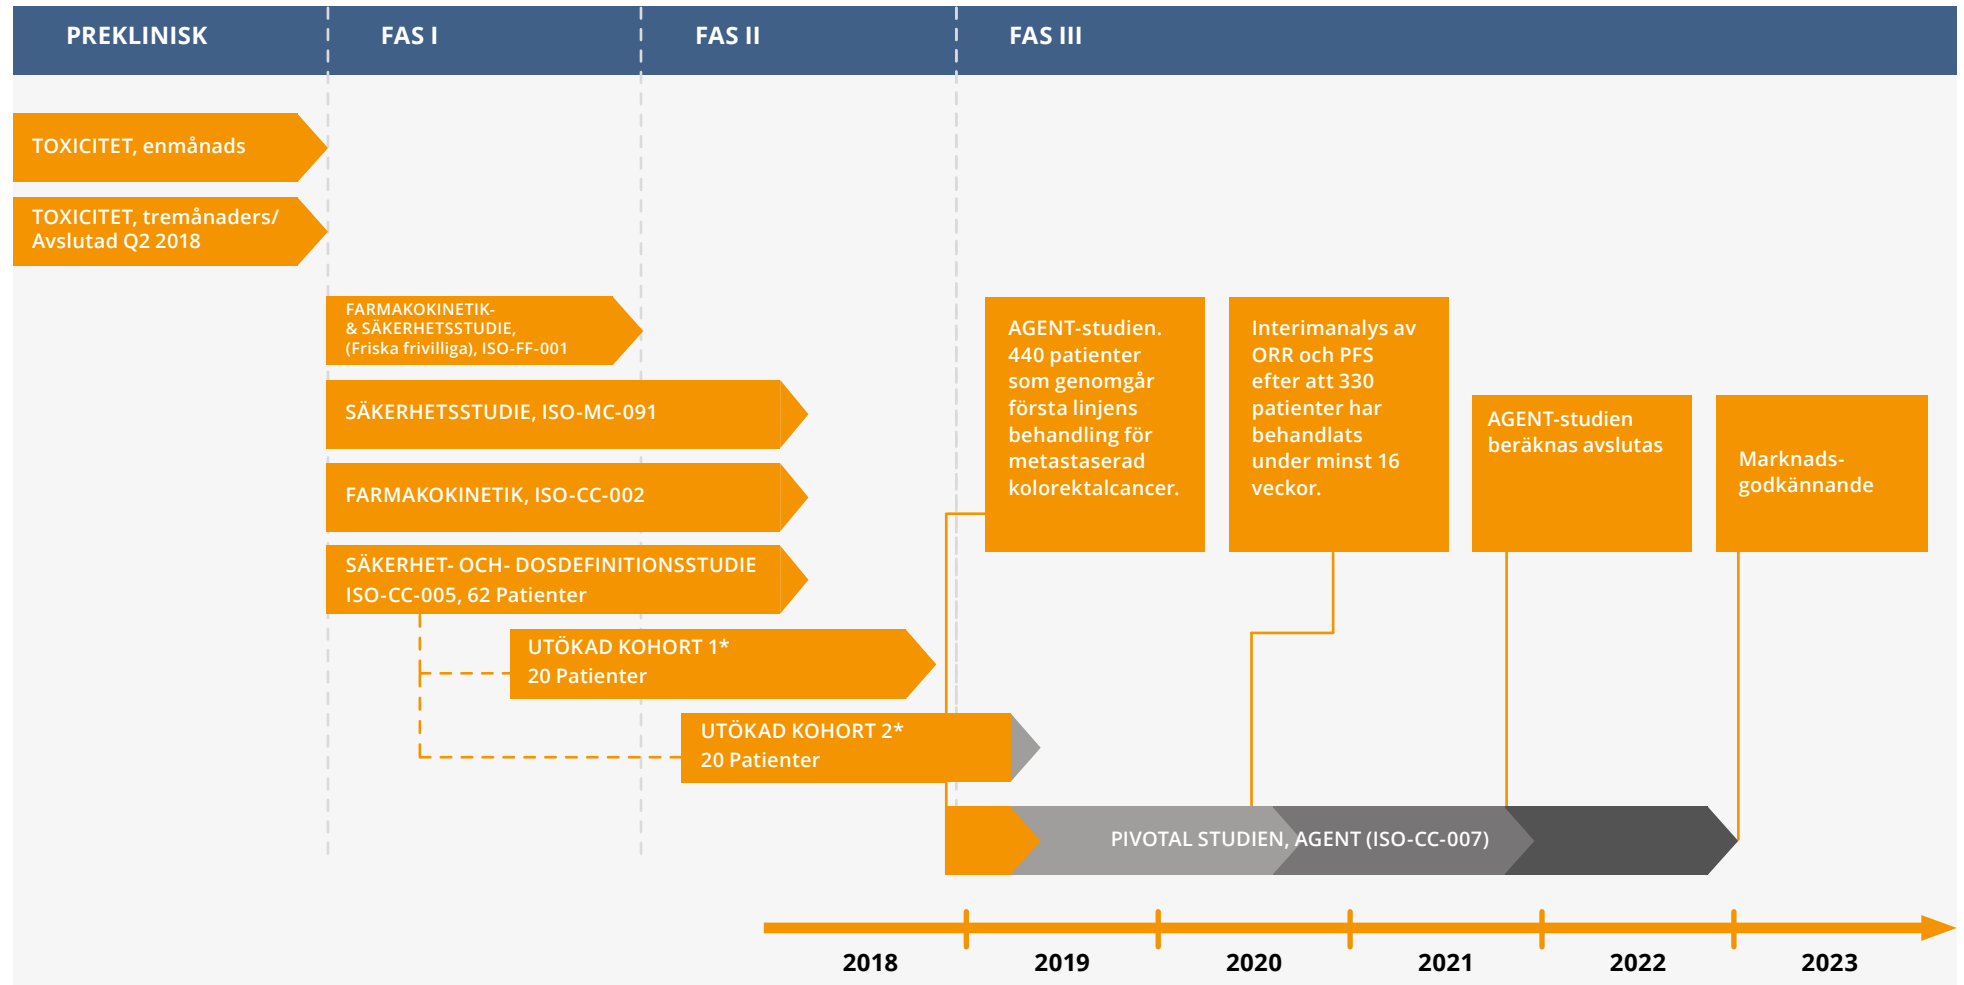 PREKLINISK
FAS I
FAS II
FAS III
TOXICITET, enmånads
TOXICITET, tremånaders/
Avslutad Q2 2018
FARMAKOKINETIK-
& SÄKERHETSSTUDIE,
(Friska frivilliga), ISO-FF-001
SÄKERHETSSTUDIE, ISO-MC-091
FARMAKOKINETIK, ISO-CC-002
SÄKERHET- OCH- DOSDEFINITIONSSTUDIE
ISO-CC-005, 62 Patienter
UTÖKAD KOHORT 1*
20 Patienter
UTÖKAD KOHORT 2*
20 Patienter
AGENT-studien.
440 patienter
som genomgår
första linjens
behandling för
metastaserad
kolorektalcancer.
Interimanalys av
ORR och PFS
efter att 330
patienter har
behandlats
under minst 16
veckor.
AGENT-studien
beräknas avslutas
Marknads-
godkännande
PIVOTAL STUDIEN, AGENT (ISO-CC-007)
2018
2019
2020
2021
2022
2023